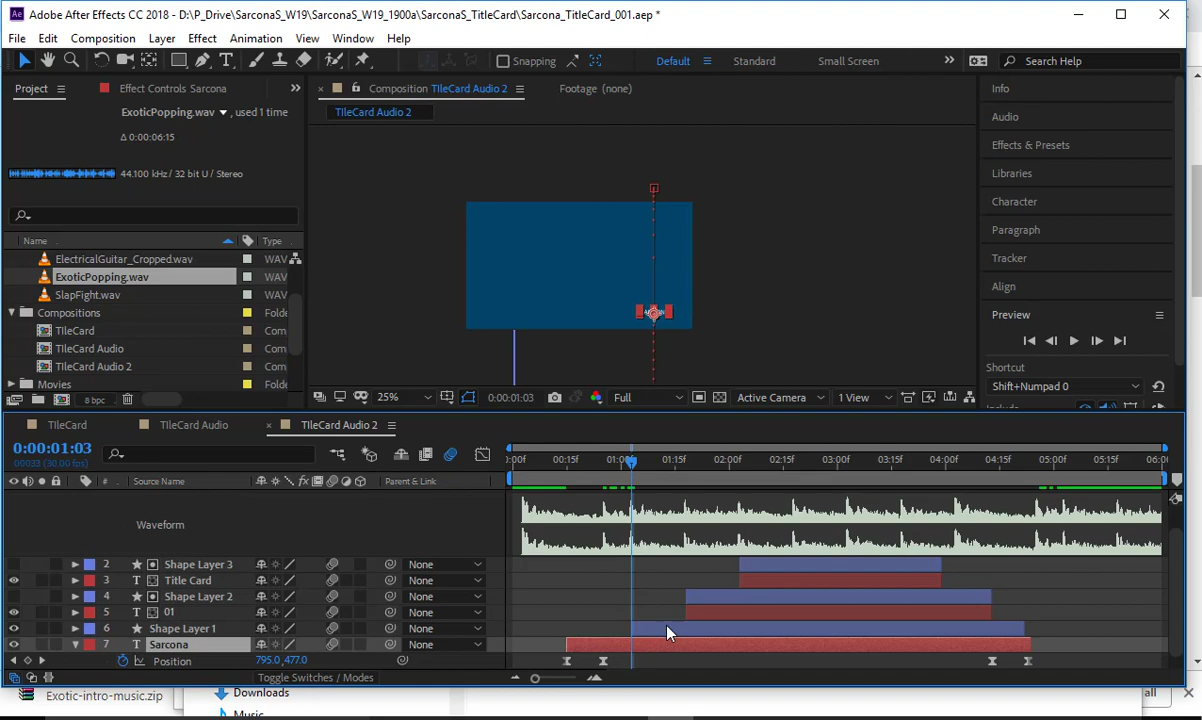 Adobe After Effects CC 2018 - D:\P_Drive\SarconaS_W19\SarconaS_W19_1900a\SarconaS_TitleCard\Sarcona_TitleCard_001.aep *
File Edit Composition Layer Effect Animation View Window Help
Snapping Default Standard Small Screen Search Help
Project Effect Controls Sarcona Composition TIleCard Audio 2 Footage (none) Info
ExoticPopping.wav , used 1 time TIleCard Audio 2 Audio
Δ 0:00:06:15 Effects & Presets
44.100 kHz / 32 bit U / Stereo Libraries
Character
Name Type Paragraph
ElectricalGuitar_Cropped.wav WAV Tracker
ExoticPopping.wav WAV Align
SlapFight.wav WAV
Compositions Folde Preview
TIleCard Com
TIleCard Audio Com Shortcut
TIleCard Audio 2 Com Shift+Numpad 0
Movies Folde Include
8 bpc 25% 0:00:01:03 Full Active Camera 1 View
TIleCard TIleCard Audio TIleCard Audio 2
0:00:01:03
00033 (30.00 fps) :00f 00:15f 01:00f 01:15f 02:00f 02:15f 03:00f 03:15f 04:00f 04:15f 05:00f 05:15f 06:0
# Source Name Parent & Link
Waveform
2 Shape Layer 3 None
3 T Title Card None
4 Shape Layer 2 None
5 T 01 None
6 Shape Layer 1 None
7 T Sarcona None
Position 795.0,477.0
Toggle Switches / Modes
Exotic-intro-music.zip Downloads all
Music